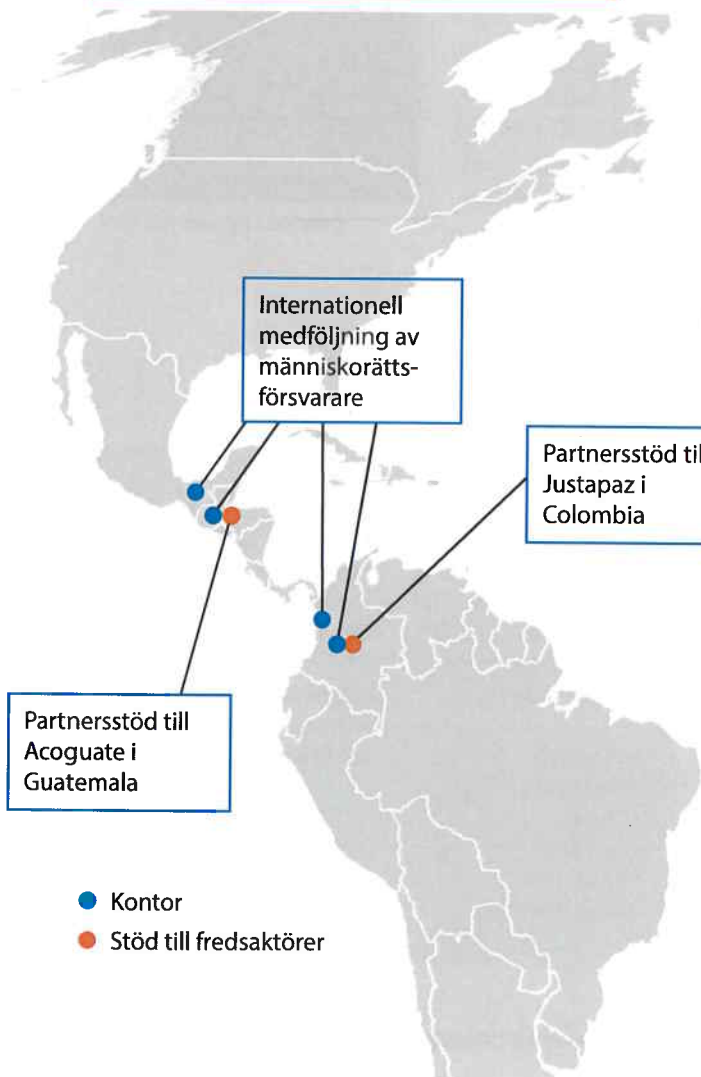 Internationell
medföljning av
människorätts-
försvarare
Partnersstöd til
Justapaz i
Colombia
Partnersstöd till
Acoguate i
Guatemala
Kontor
Stöd till fredsaktörer